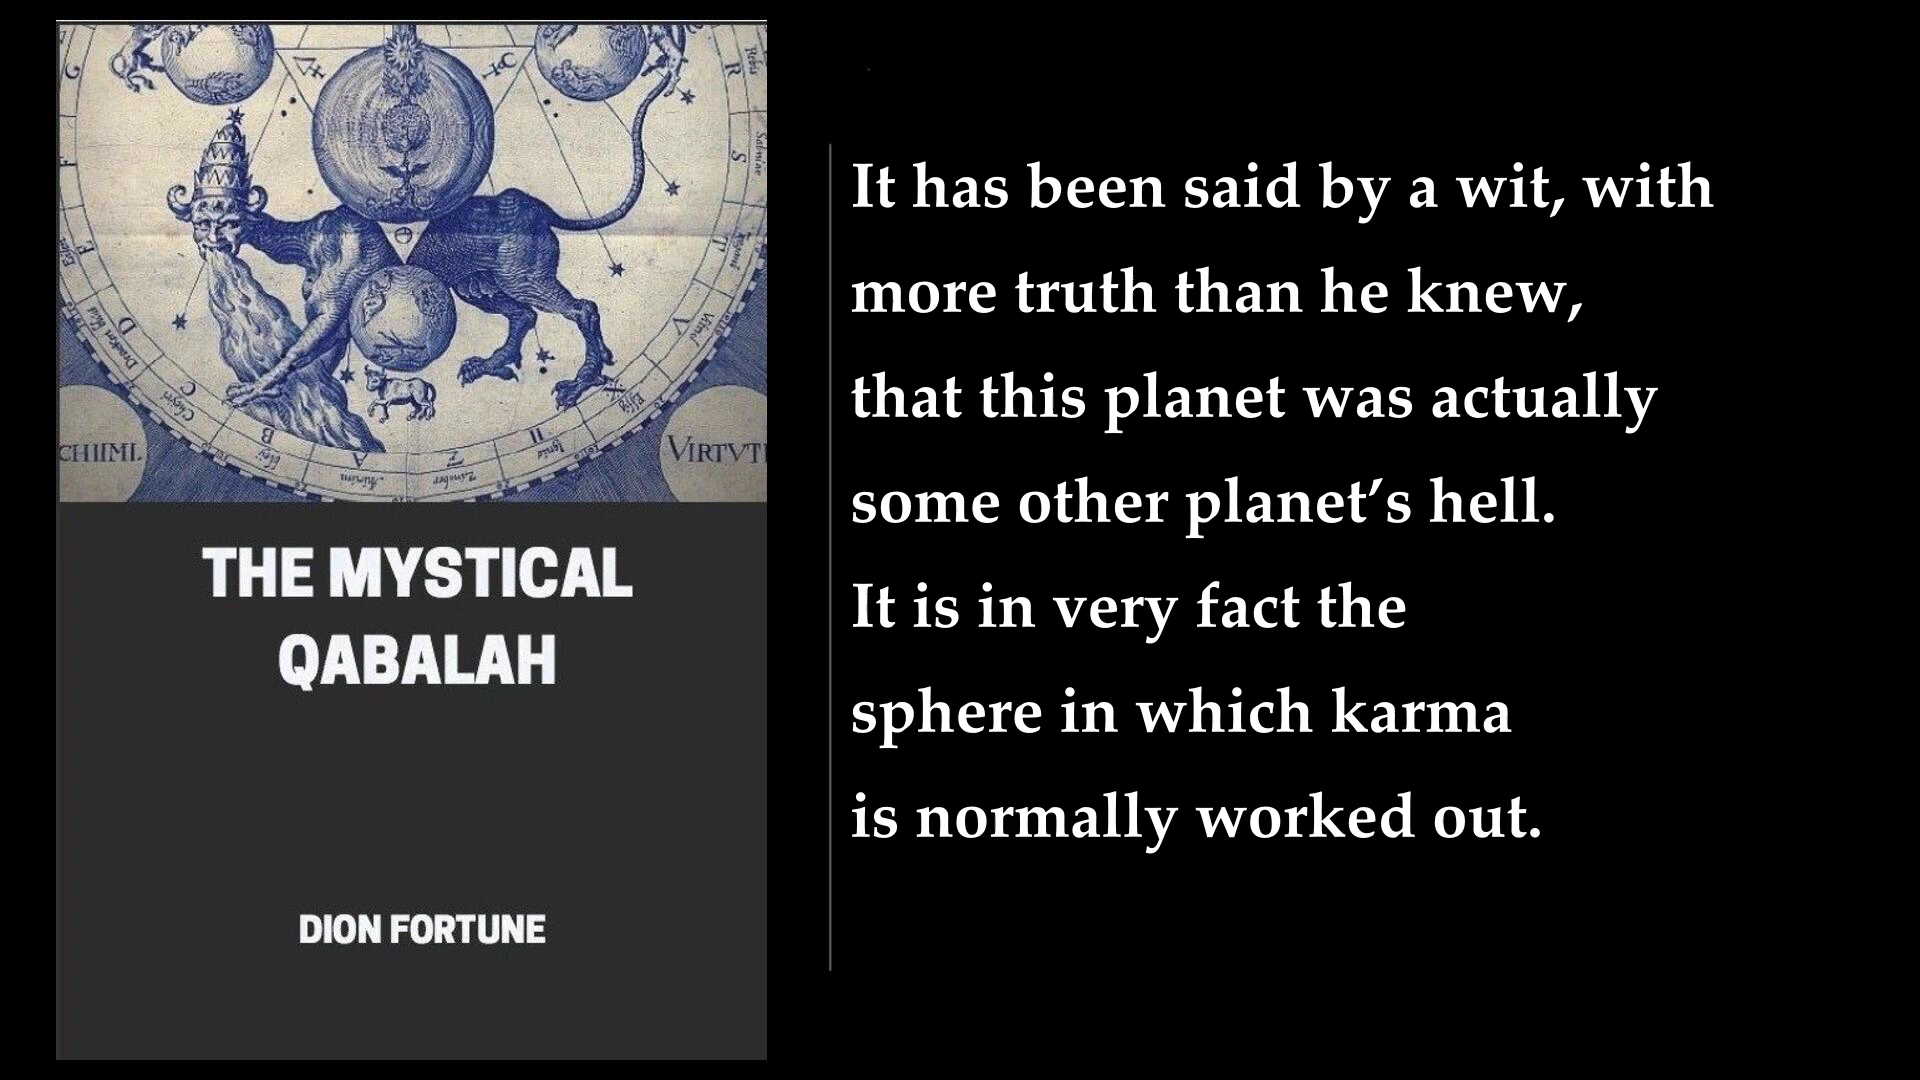 G
R
F
S
E
T
D
V
C
B
A
Z
CHIIMI.
VIRTVTI
THE MYSTICAL
QABALAH
DION FORTUNE
It has been said by a wit, with
more truth than he knew,
that this planet was actually
some other planet’s hell.
It is in very fact the
sphere in which karma
is normally worked out.